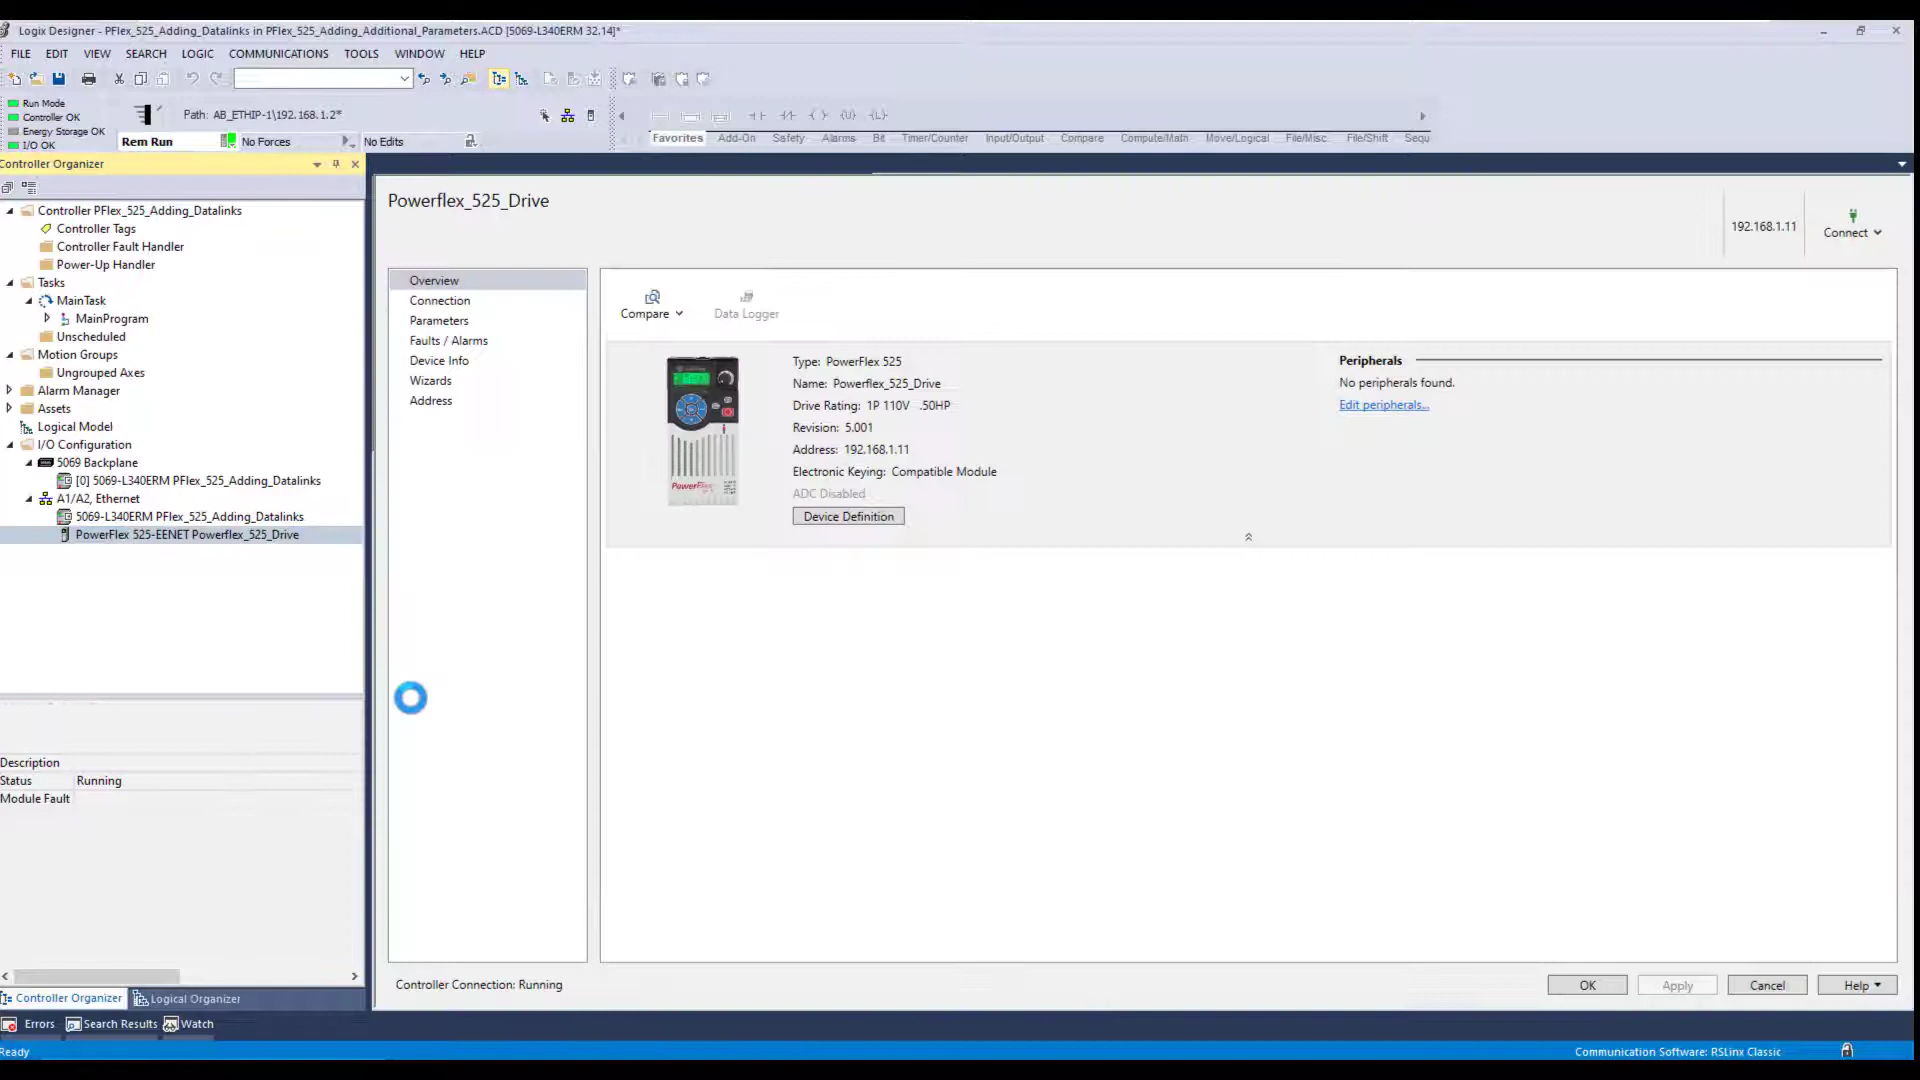 Logix Designer - PFlex_525_Adding_Datalinks in PFlex_525_Adding_Additional_Parameters.ACD [5069-L340ERM 32.14]*
FILE EDIT VIEW SEARCH LOGIC COMMUNICATIONS TOOLS WINDOW HELP
Run Mode
Controller OK
Energy Storage OK
I/O OK
Path: AB_ETHIP-1\192.168.1.2*
Rem Run No Forces No Edits
Favorites Add-On Safety Alarms Bit Timer/Counter Input/Output Compare Compute/Math Move/Logical File/Misc. File/Shift Sequ
Controller Organizer
Controller PFlex_525_Adding_Datalinks
Controller Tags
Controller Fault Handler
Power-Up Handler
Tasks
MainTask
MainProgram
Unscheduled
Motion Groups
Ungrouped Axes
Alarm Manager
Assets
Logical Model
I/O Configuration
5069 Backplane
[0] 5069-L340ERM PFlex_525_Adding_Datalinks
A1/A2, Ethernet
5069-L340ERM PFlex_525_Adding_Datalinks
PowerFlex 525-EENET Powerflex_525_Drive
Description
Status Running
Module Fault
Controller Organizer Logical Organizer
Powerflex_525_Drive
192.168.1.11
Connect
Overview
Connection
Parameters
Faults / Alarms
Device Info
Wizards
Address
Compare Data Logger
PowerFlex
Type: PowerFlex 525
Name: Powerflex_525_Drive
Drive Rating: 1P 110V .50HP
Revision: 5.001
Address: 192.168.1.11
Electronic Keying: Compatible Module
ADC Disabled
Device Definition
Peripherals
No peripherals found.
Edit peripherals...
Controller Connection: Running
OK Apply Cancel Help
Errors Search Results Watch
Ready
Communication Software: RSLinx Classic